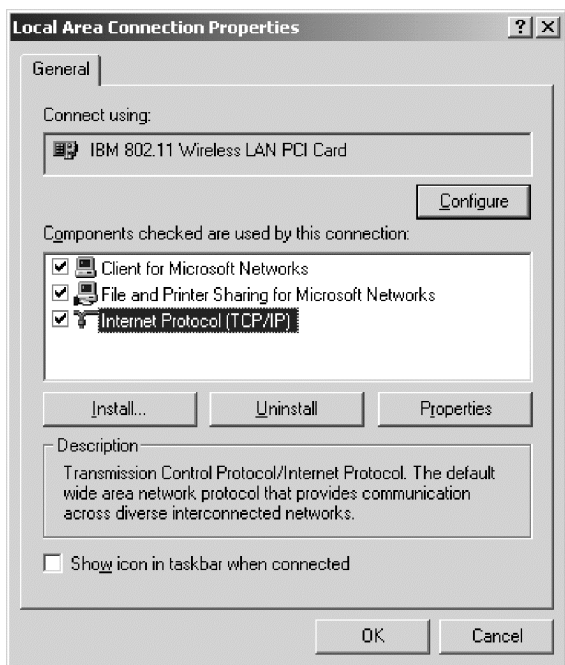 Local Area Connection Properties
? X
General
Connect using:
IBM 802.11 Wireless LAN PCI Card
Configure
Components checked are used by this connection:
Client for Microsoft Networks
File and Printer Sharing for Microsoft Networks
Internet Protocol (TCP/IP)
Install... Uninstall Properties
Description
Transmission Control Protocol/Internet Protocol. The default
wide area network protocol that provides communication
across diverse interconnected networks.
Show icon in taskbar when connected
OK Cancel